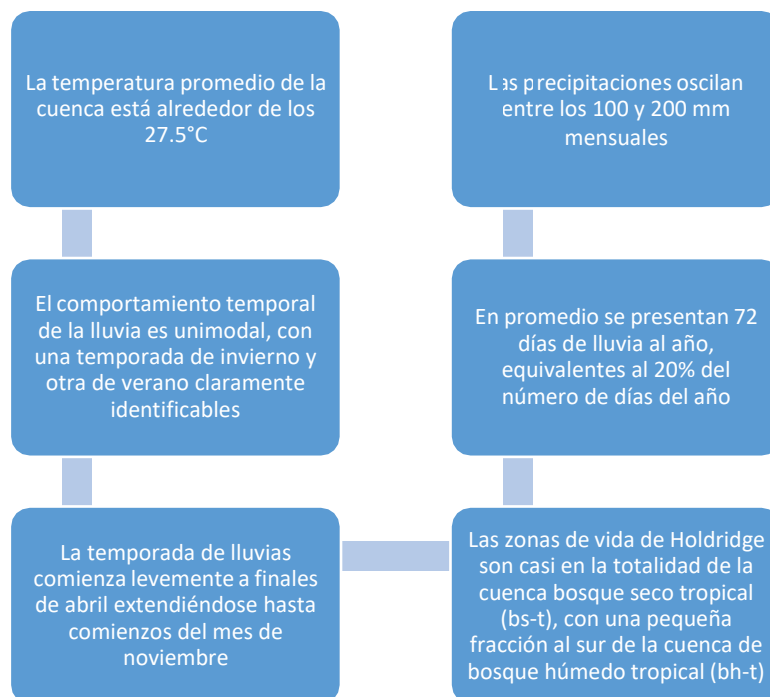 La temperatura promedio de la
cuenca está alrededor de los
27.5°C
El comportamiento temporal
de la lluvia es unimodal, con
una temporada de invierno y
otra de verano claramente
identificables
La temporada de lluvias
comienza levemente a finales
de abril extendiéndose hasta
comienzos del mes de
noviembre
Las zonas de vida de Holdridge
son casi en la totalidad de la
cuenca bosque seco tropical
(bs-t), con una pequeña
fracción al sur de la cuenca de
bosque húmedo tropical (bh-t)
En promedio se presentan 72
días de lluvia al año,
equivalentes al 20% del
número de días del año
Las precipitaciones oscilan
entre los 100 y 200 mm
mensuales